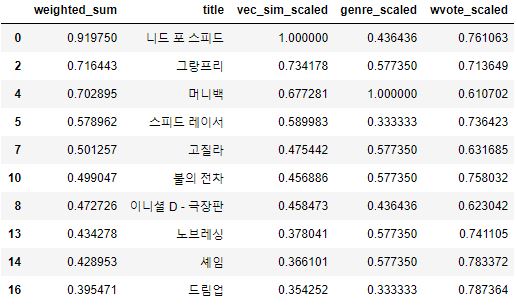 weighted_sum title vec_sim_scaled genre_scaled wvote_scaled
0 0.919750 니드 포 스피드 1.000000 0.436436 0.761063
2 0.716443 그랑프리 0.734178 0.577350 0.713649
4 0.702895 머니백 0.677281 1.000000 0.610702
5 0.578962 스피드 레이서 0.589983 0.333333 0.736423
7 0.501257 고질라 0.475442 0.577350 0.631685
10 0.499047 불의 전차 0.456886 0.577350 0.758032
8 0.472726 이니셜 D - 극장판 0.458473 0.436436 0.623042
13 0.434278 노브레싱 0.378041 0.577350 0.741105
14 0.428953 셰임 0.366101 0.577350 0.783372
16 0.395471 드림업 0.354252 0.333333 0.787364